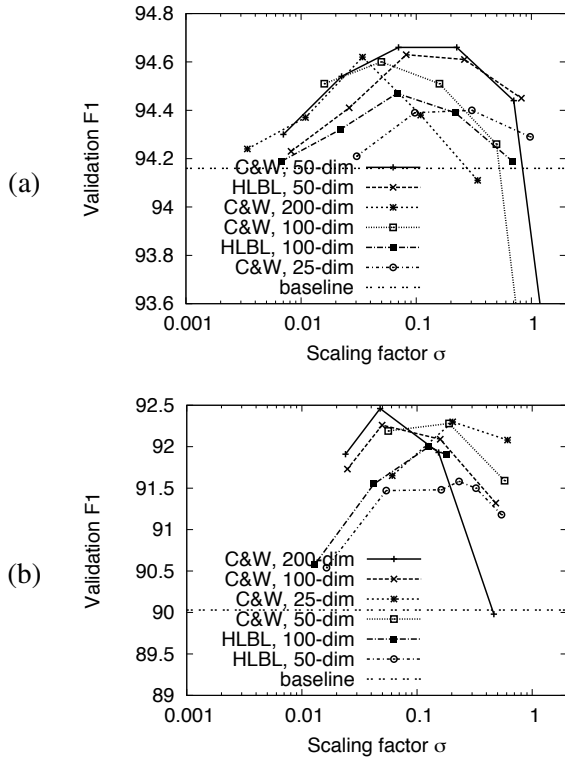 (a)
Validation F1
94.8
94.6
94.4
94.2
94
93.8
93.6
C&W, 50-dim
HLBL, 50-dim
C&W, 200-dim
C&W, 100-dim
HLBL, 100-dim
C&W, 25-dim
baseline
0.001 0.01 0.1 1
Scaling factor σ
(b)
Validation F1
92.5
92
91.5
91
90.5
90
89.5
89
C&W, 200-dim
C&W, 100-dim
C&W, 25-dim
C&W, 50-dim
HLBL, 100-dim
HLBL, 50-dim
baseline
0.001 0.01 0.1 1
Scaling factor σ